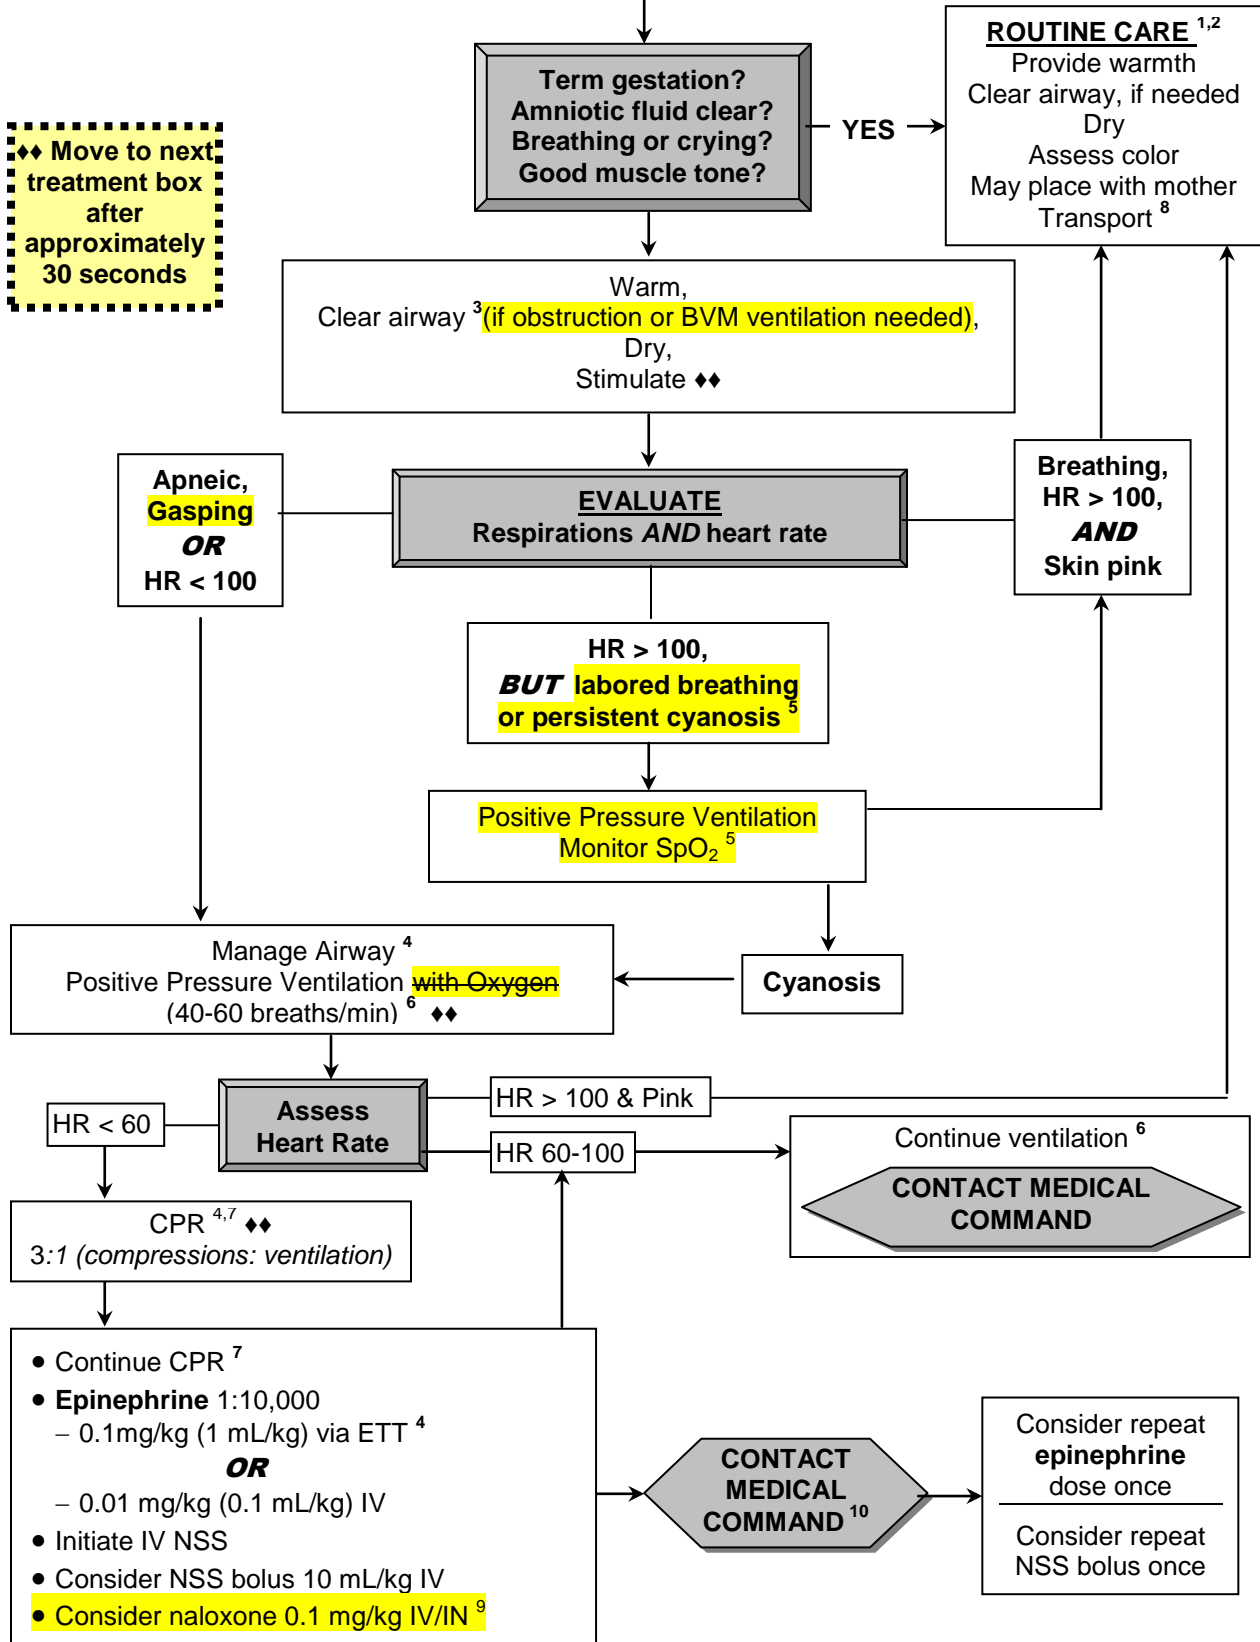 Term gestation?
Amniotic fluid clear?
Breathing or crying?
Good muscle tone?
YES
ROUTINE CARE 1,2
Provide warmth
Clear airway, if needed
Dry
Assess color
May place with mother
Transport 8
♦♦ Move to next
treatment box
after
approximately
30 seconds
Warm,
Clear airway 3 (if obstruction or BVM ventilation needed),
Dry,
Stimulate ♦♦
Apneic,
Gasping
OR
HR < 100
EVALUATE
Respirations AND heart rate
Breathing,
HR > 100,
AND
Skin pink
HR > 100,
BUT labored breathing
or persistent cyanosis 5
Positive Pressure Ventilation
Monitor SpO2 5
Manage Airway 4
Positive Pressure Ventilation with Oxygen
(40-60 breaths/min) 6 ♦♦
Cyanosis
Assess
Heart Rate
HR > 100 & Pink
HR < 60
HR 60-100
Continue ventilation 6
CONTACT MEDICAL
COMMAND
CPR 4,7 ♦♦
3:1 (compressions: ventilation)
• Continue CPR 7
• Epinephrine 1:10,000
– 0.1mg/kg (1 mL/kg) via ETT 4
OR
– 0.01 mg/kg (0.1 mL/kg) IV
• Initiate IV NSS
• Consider NSS bolus 10 mL/kg IV
• Consider naloxone 0.1 mg/kg IV/IN 9
CONTACT
MEDICAL
COMMAND 10
Consider repeat
epinephrine
dose once
Consider repeat
NSS bolus once